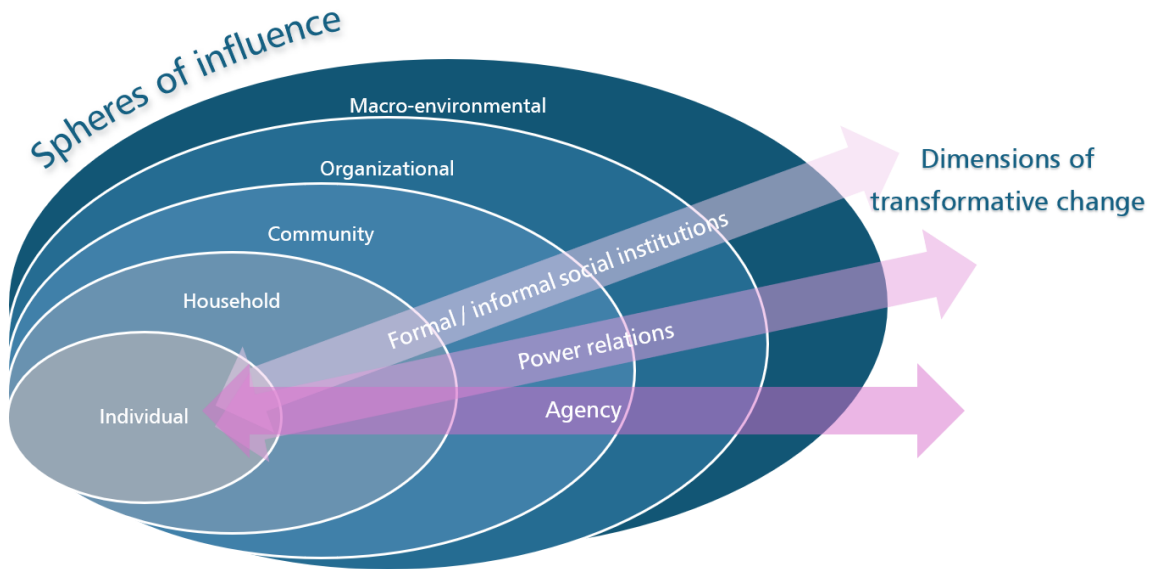 Spheres of influence
Macro-environmental
Organizational
Community
Household
Individual
Formal / informal social institutions
Power relations
Agency
Dimensions of
transformative change